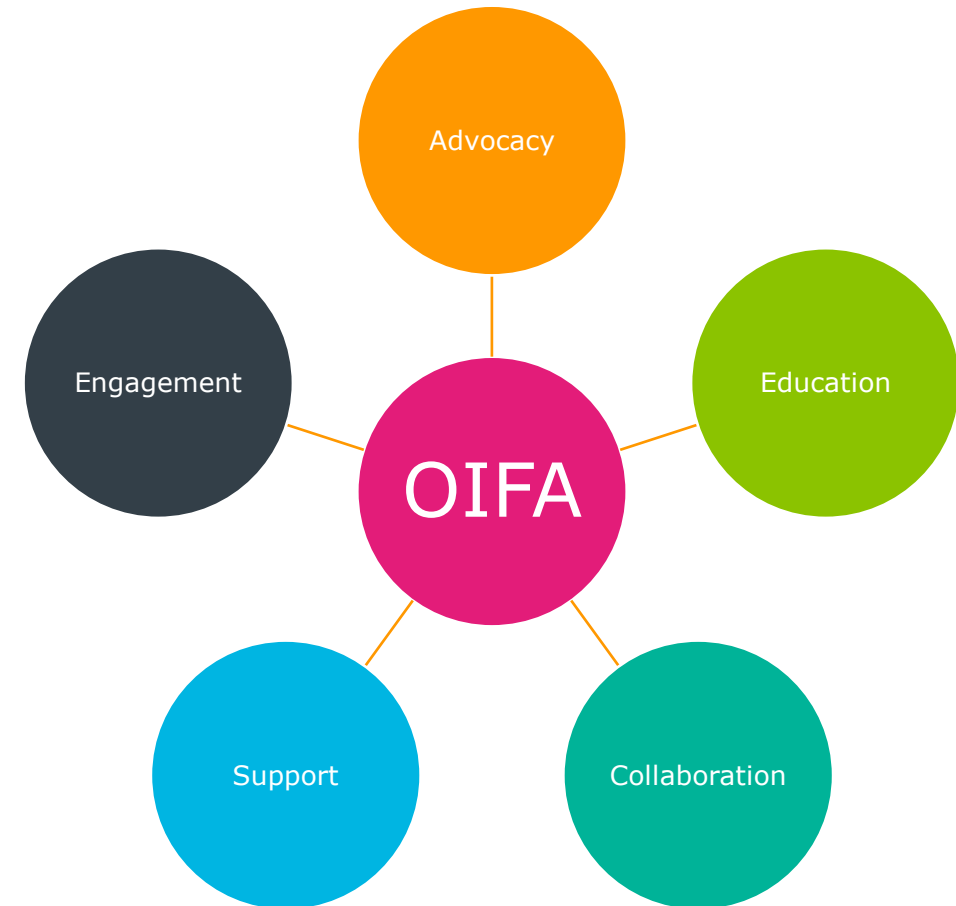 Advocacy
Engagement
Education
OIFA
Support
Collaboration